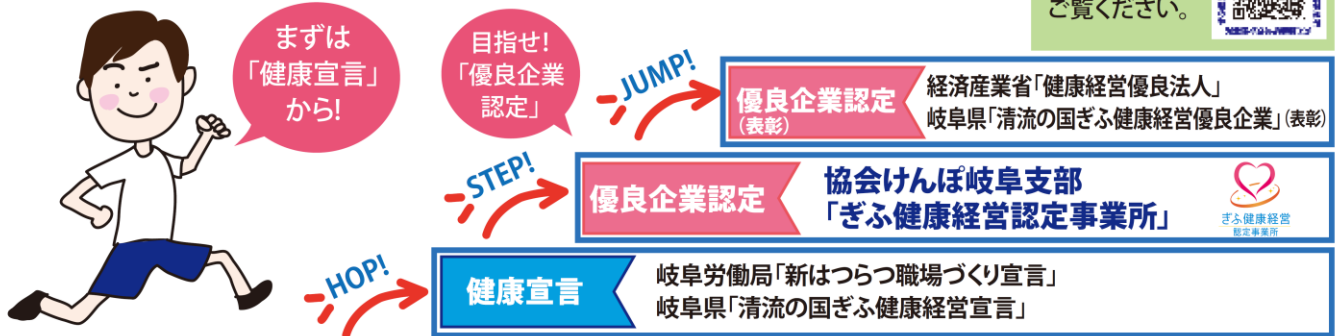 ご覧ください。
まずは
「健康宣言」
から!
目指せ!
「優良企業
認定」
JUMP!
優良企業認定
(表彰)
経済産業省「健康経営優良法人」
岐阜県「清流の国ぎふ健康経営優良企業」(表彰)
STEP!
優良企業認定
協会けんぽ岐阜支部
「ぎふ健康経営認定事業所」
ぎふ健康経営
認定事業所
HOP!
健康宣言
岐阜労働局「新はつらつ職場づくり宣言」
岐阜県「清流の国ぎふ健康経営宣言」